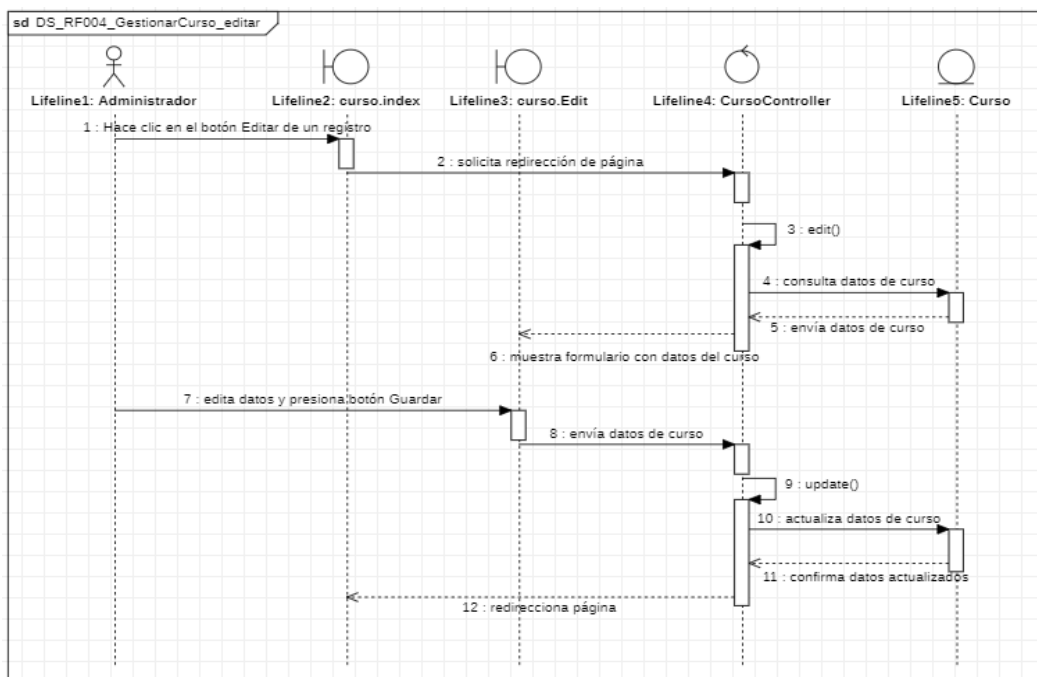 sd DS_RF004_GestionarCurso_editar
Lifeline1: Administrador
Lifeline2: curso.index
Lifeline3: curso.Edit
Lifeline4: CursoController
Lifeline5: Curso
1 : Hace clic en el botón Editar de un registro
2 : solicita redirección de página
3 : edit()
4 : consulta datos de curso
5 : envía datos de curso
6 : muestra formulario con datos del curso
7 : edita datos y presiona botón Guardar
8 : envía datos de curso
9 : update()
10 : actualiza datos de curso
11 : confirma datos actualizados
12 : redirecciona página